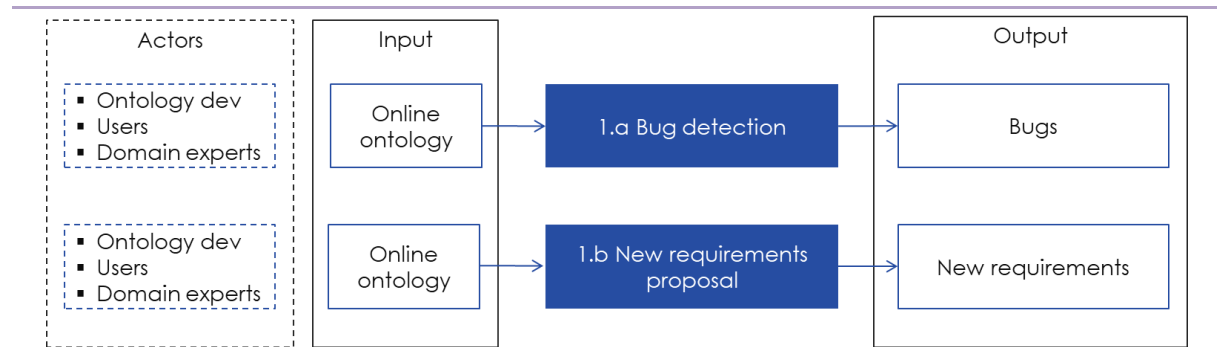 Actors
Input
Output
▪ Ontology dev
▪ Users
▪ Domain experts
Online
ontology
1.a Bug detection
Bugs
▪ Ontology dev
▪ Users
▪ Domain experts
Online
ontology
1.b New requirements
proposal
New requirements